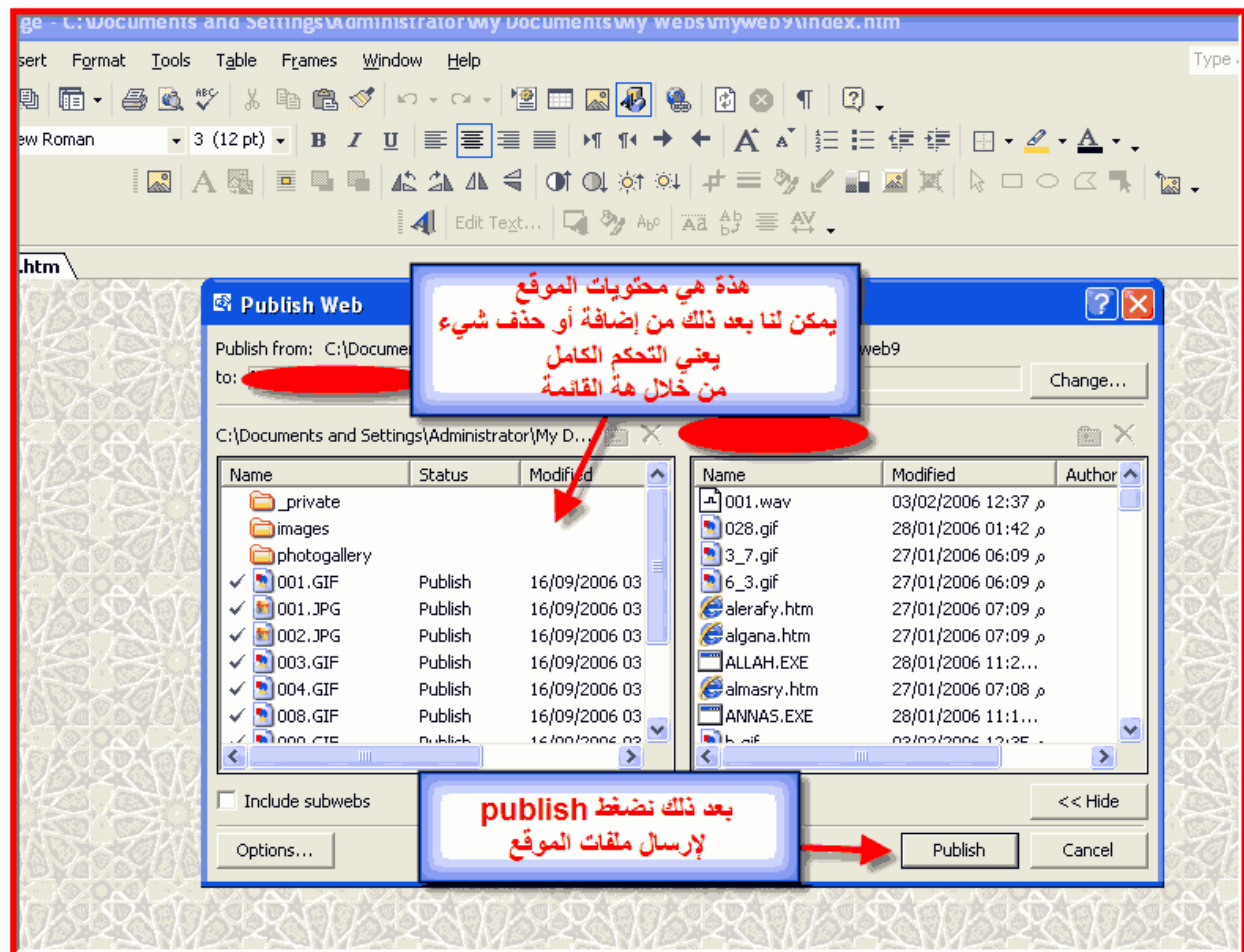 ge - C:\Documents and Settings\Administrator\My Documents\My Webs\myweb9\index.htm
sert Format Tools Table Frames Window Help
Type
ew Roman 3 (12 pt) B I U
Edit Text...
.htm
Publish Web
هذة هي محتويات الموقع
يمكن لنا بعد ذلك من إضافة أو حذف شيء
يعني التحكم الكامل
من خلال هة القائمة
Publish from: C:\Docume web9
to: Change...
C:\Documents and Settings\Administrator\My D...
Name Status Modified
_private
images
photogallery
001.GIF Publish 16/09/2006 03
001.JPG Publish 16/09/2006 03
002.JPG Publish 16/09/2006 03
003.GIF Publish 16/09/2006 03
004.GIF Publish 16/09/2006 03
008.GIF Publish 16/09/2006 03
Name Modified Author
001.wav 03/02/2006 12:37 م
028.gif 28/01/2006 01:42 م
3_7.gif 27/01/2006 06:09 م
6_3.gif 27/01/2006 06:09 م
alerafy.htm 27/01/2006 07:09 م
algana.htm 27/01/2006 07:09 م
ALLAH.EXE 28/01/2006 11:2...
almasry.htm 27/01/2006 07:08 م
ANNAS.EXE 28/01/2006 11:1...
Include subwebs
<< Hide
بعد ذلك نضغط publish
لإرسال ملفات الموقع
Options... Publish Cancel